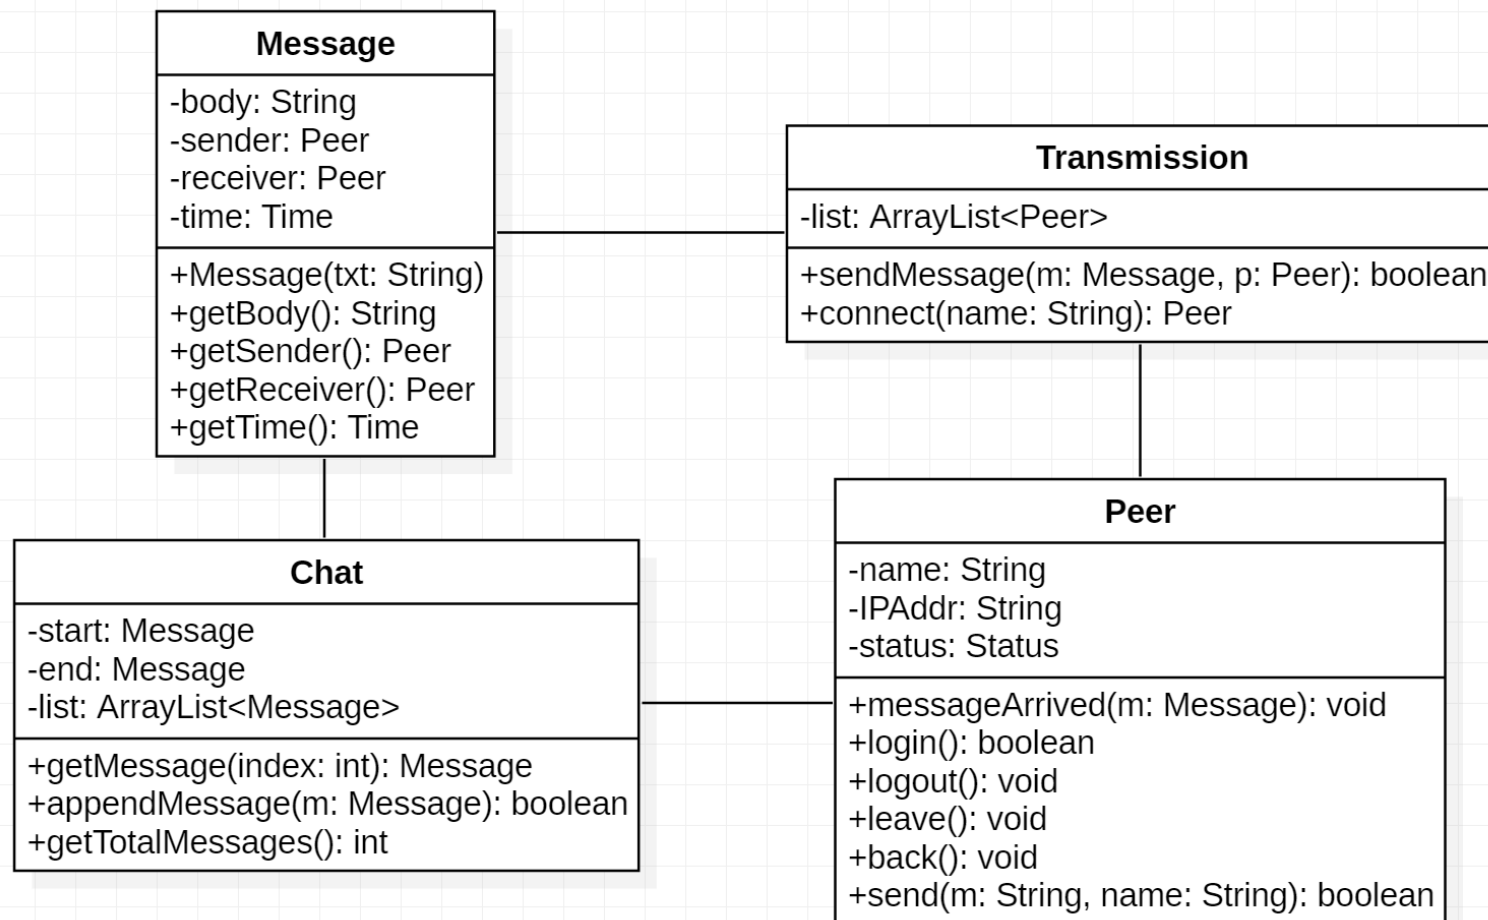 Message
-body: String
-sender: Peer
-receiver: Peer
-time: Time
+Message(txt: String)
+getBody(): String
+getSender(): Peer
+getReceiver(): Peer
+getTime(): Time
Transmission
-list: ArrayList<Peer>
+sendMessage(m: Message, p: Peer): boolean
+connect(name: String): Peer
Chat
-start: Message
-end: Message
-list: ArrayList<Message>
+getMessage(index: int): Message
+appendMessage(m: Message): boolean
+getTotalMessages(): int
Peer
-name: String
-IPAddr: String
-status: Status
+messageArrived(m: Message): void
+login(): boolean
+logout(): void
+leave(): void
+back(): void
+send(m: String, name: String): boolean